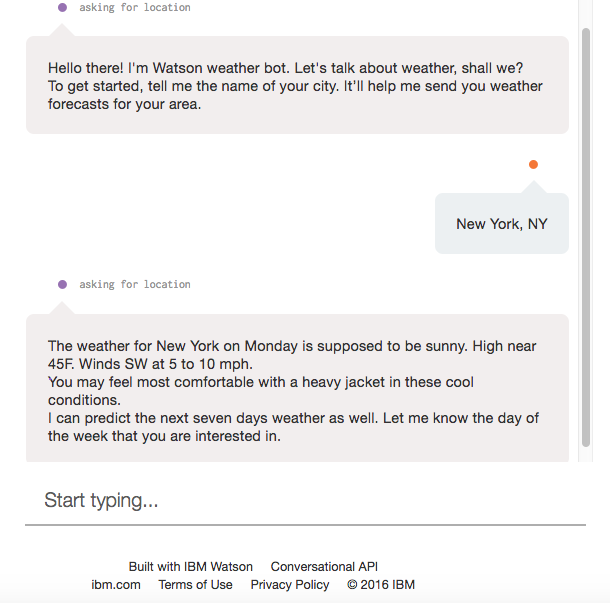 asking for location
Hello there! I'm Watson weather bot. Let's talk about weather, shall we?
To get started, tell me the name of your city. It'll help me send you weather
forecasts for your area.
New York, NY
asking for location
The weather for New York on Monday is supposed to be sunny. High near
45F. Winds SW at 5 to 10 mph.
You may feel most comfortable with a heavy jacket in these cool
conditions.
I can predict the next seven days weather as well. Let me know the day of
the week that you are interested in.
Start typing...
Built with IBM Watson Conversational API
ibm.com Terms of Use Privacy Policy © 2016 IBM